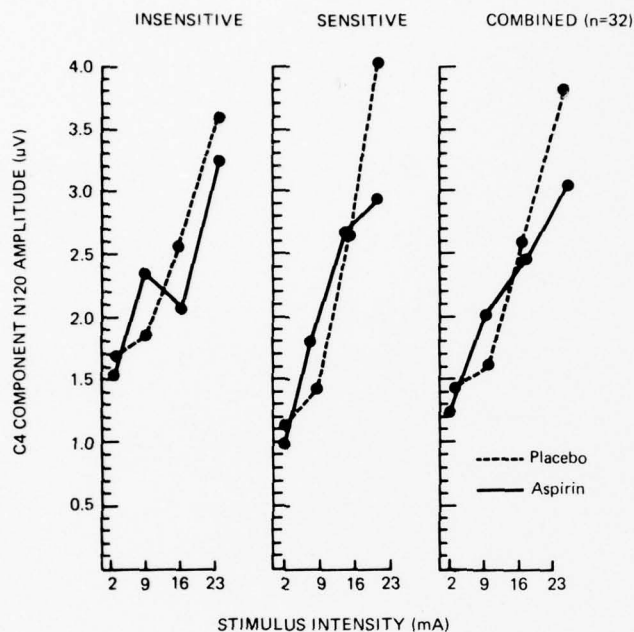 INSENSITIVE SENSITIVE COMBINED (n=32)
C4 COMPONENT N120 AMPLITUDE (µV)
4.0
3.5
3.0
2.5
2.0
1.5
1.0
0.5
Placebo
Aspirin
2 9 16 23 2 9 16 23 2 9 16 23
STIMULUS INTENSITY (mA)